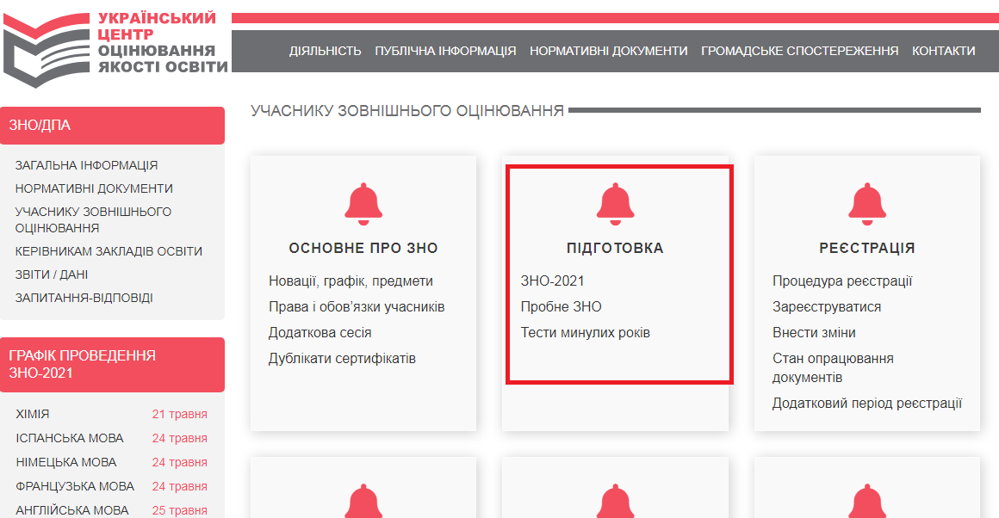 УКРАЇНСЬКИЙ
ЦЕНТР
ОЦІНЮВАННЯ
ЯКОСТІ ОСВІТИ
ДІЯЛЬНІСТЬ ПУБЛІЧНА ІНФОРМАЦІЯ НОРМАТИВНІ ДОКУМЕНТИ ГРОМАДСЬКЕ СПОСТЕРЕЖЕННЯ КОНТАКТИ
ЗНО/ДПА
ЗАГАЛЬНА ІНФОРМАЦІЯ
НОРМАТИВНІ ДОКУМЕНТИ
УЧАСНИКУ ЗОВНІШНЬОГО
ОЦІНЮВАННЯ
КЕРІВНИКАМ ЗАКЛАДІВ ОСВІТИ
ЗВІТИ / ДАНІ
ЗАПИТАННЯ-ВІДПОВІДІ
ГРАФІК ПРОВЕДЕННЯ
ЗНО-2021
ХІМІЯ 21 травня
ІСПАНСЬКА МОВА 24 травня
НІМЕЦЬКА МОВА 24 травня
ФРАНЦУЗЬКА МОВА 24 травня
АНГЛІЙСЬКА МОВА 25 травня
УЧАСНИКУ ЗОВНІШНЬОГО ОЦІНЮВАННЯ
ОСНОВНЕ ПРО ЗНО
Новації, графік, предмети
Права і обов’язки учасників
Додаткова сесія
Дублікати сертифікатів
ПІДГОТОВКА
ЗНО-2021
Пробне ЗНО
Тести минулих років
РЕЄСТРАЦІЯ
Процедура реєстрації
Зареєструватися
Внести зміни
Стан опрацювання
документів
Додатковий період реєстрації